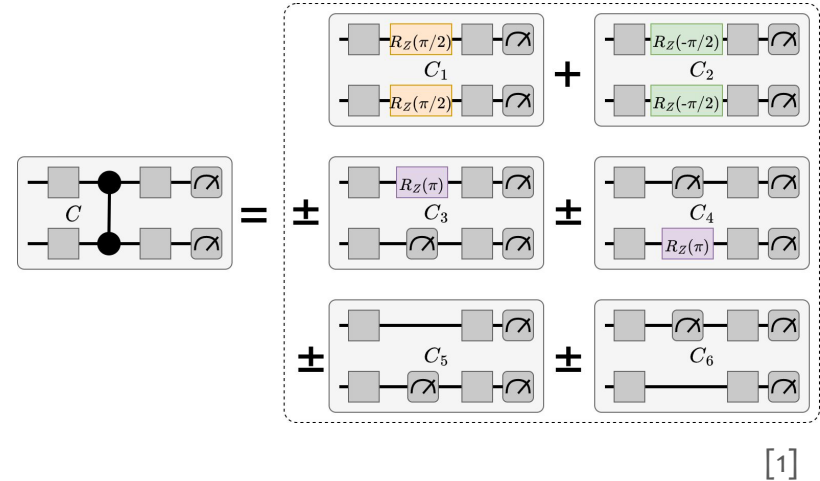 R_Z(π/2) R_Z(-π/2)
C_1 + C_2
R_Z(π/2) R_Z(-π/2)
R_Z(π)
C = ± C_3 ± C_4
R_Z(π)
± C_5 ± C_6
[1]